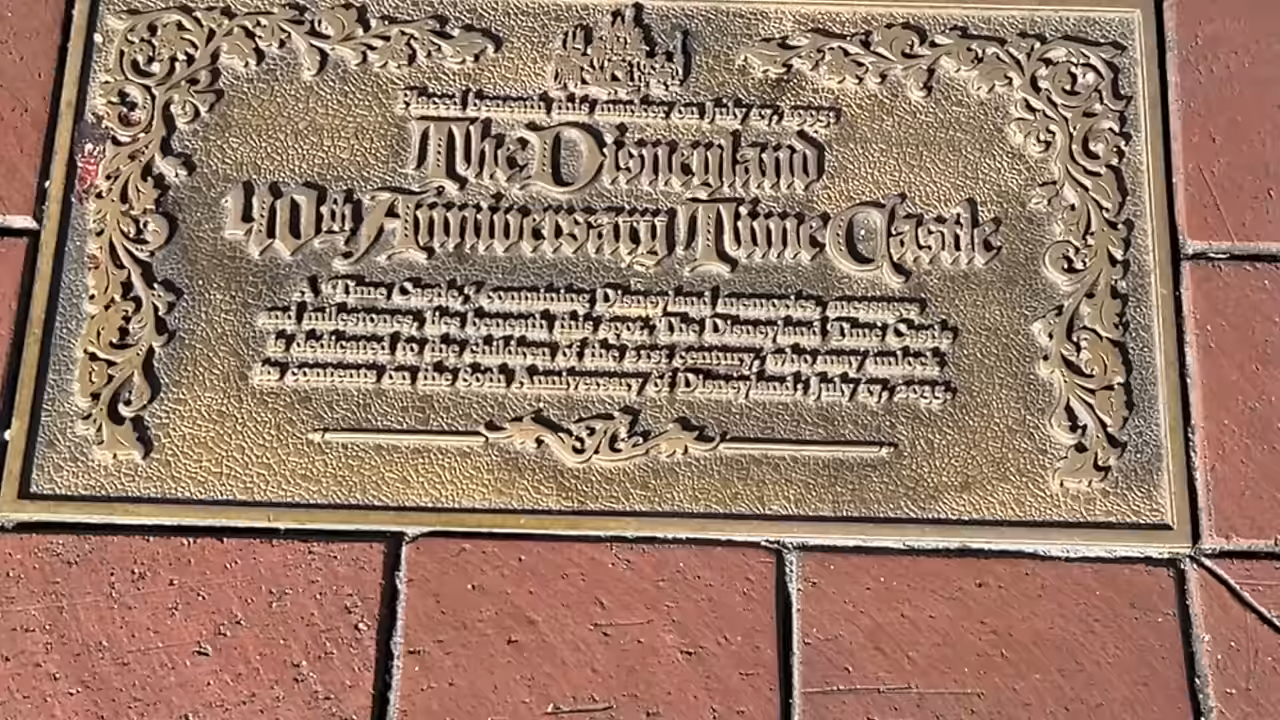 Placed beneath this marker on July 17, 1995:
The Disneyland
40th Anniversary Time Castle
A "Time Castle," containing Disneyland memories, messages
and milestones, lies beneath this spot. The Disneyland Time Castle
is dedicated to the children of the 21st century, who may unlock
its contents on the 80th Anniversary of Disneyland: July 17, 2035.